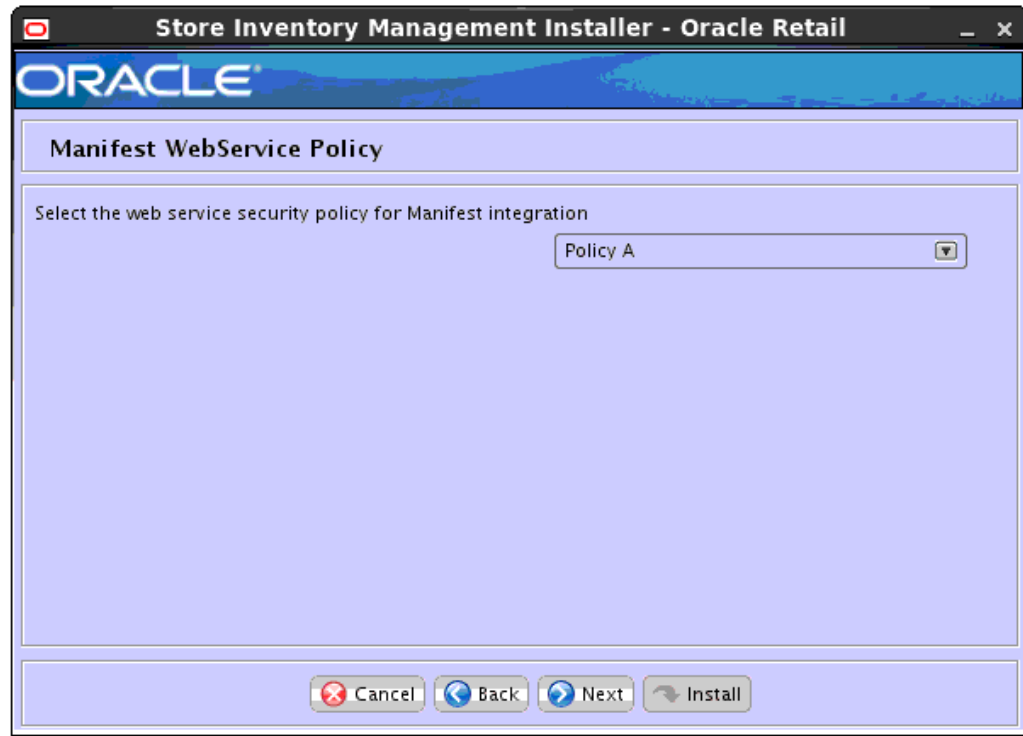 Store Inventory Management Installer - Oracle Retail
ORACLE
Manifest WebService Policy
Select the web service security policy for Manifest integration
Policy A
Cancel Back Next Install